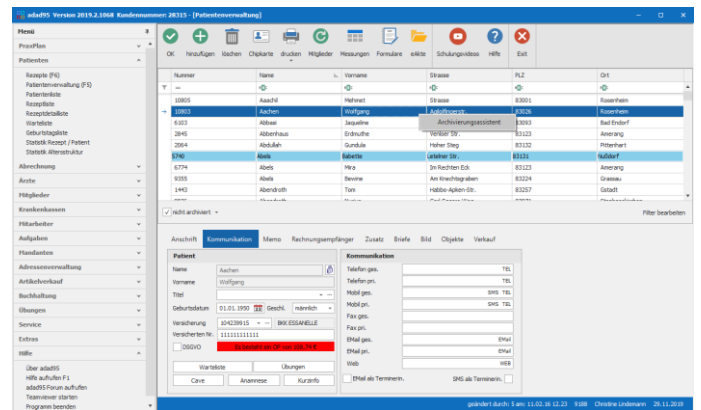 adad95 Version 2019.2.1068 Kundennummer: 28315 - [Patientenverwaltung]
Menü
PraxPlan
Patienten
Rezepte (F6)
Patientenverwaltung (F5)
Patientenliste
Rezeptliste
Rezeptdetailliste
Warteliste
Geburtstagsliste
Statistik Rezept / Patient
Statistik Altersstruktur
Abrechnung
Ärzte
Mitglieder
Krankenkassen
Mitarbeiter
Aufgaben
Mandanten
Adressenverwaltung
Artikelverkauf
Buchhaltung
Übungen
Service
Extras
Hilfe
Über adad95
Hilfe aufrufen F1
adad95 Forum aufrufen
Teamviewer starten
Programm beenden
OK hinzufügen löschen Chipkarte drucken Mitglieder Messungen Formulare eAkte Schulungsvideos Hilfe Exit
Nummer Name Vorname Strasse PLZ Ort
10805 Aaachil Mehmet Strasse 83001 Rosenheim
10803 Aachen Wolfgang 83026 Rosenheim
Archivierungsassistent
6103 Abbasi Jaqueline 83093 Bad Endorf
2845 Abbenhaus Erdmuthe Venkser Str. 83123 Amerang
2064 Abdullah Gundula Hoher Steg 83132 Pittenhart
5740 Abels Babette Leteiner Str. 83131 Nußdorf
6774 Abels Mira Im Rechten Eck 83123 Amerang
9355 Abels Bevine Am Knechtsgraben 83224 Grassau
1443 Abendroth Tom Habbo-Apken-Str. 83257 Gstadt
nicht archiviert
Filter bearbeiten
Anschrift Kommunikation Memo Rechnungsempfänger Zusatz Briefe Bild Objekte Verkauf
Patient
Name Aachen
Vorname Wolfgang
Titel
Geburtsdatum 01.01.1950 Geschl. männlich
Versicherung 104239915 BKK ESSANELLE
Versicherten Nr. 111111111111
DSGVO
Warteliste Übungen
Cave Anamnese Kurzinfo
Kommunikation
Telefon ges. TEL
Telefon pri. TEL
Mobil ges. SMS TEL
Mobil pri. SMS TEL
Fax ges.
Fax pri.
EMail ges. EMail
EMail pri. EMail
Web WEB
EMail als Terminerin. SMS als Terminerin.
geändert durch: S am: 11.02.16 12.23 9188 Christine Lindemann 29.11.2019